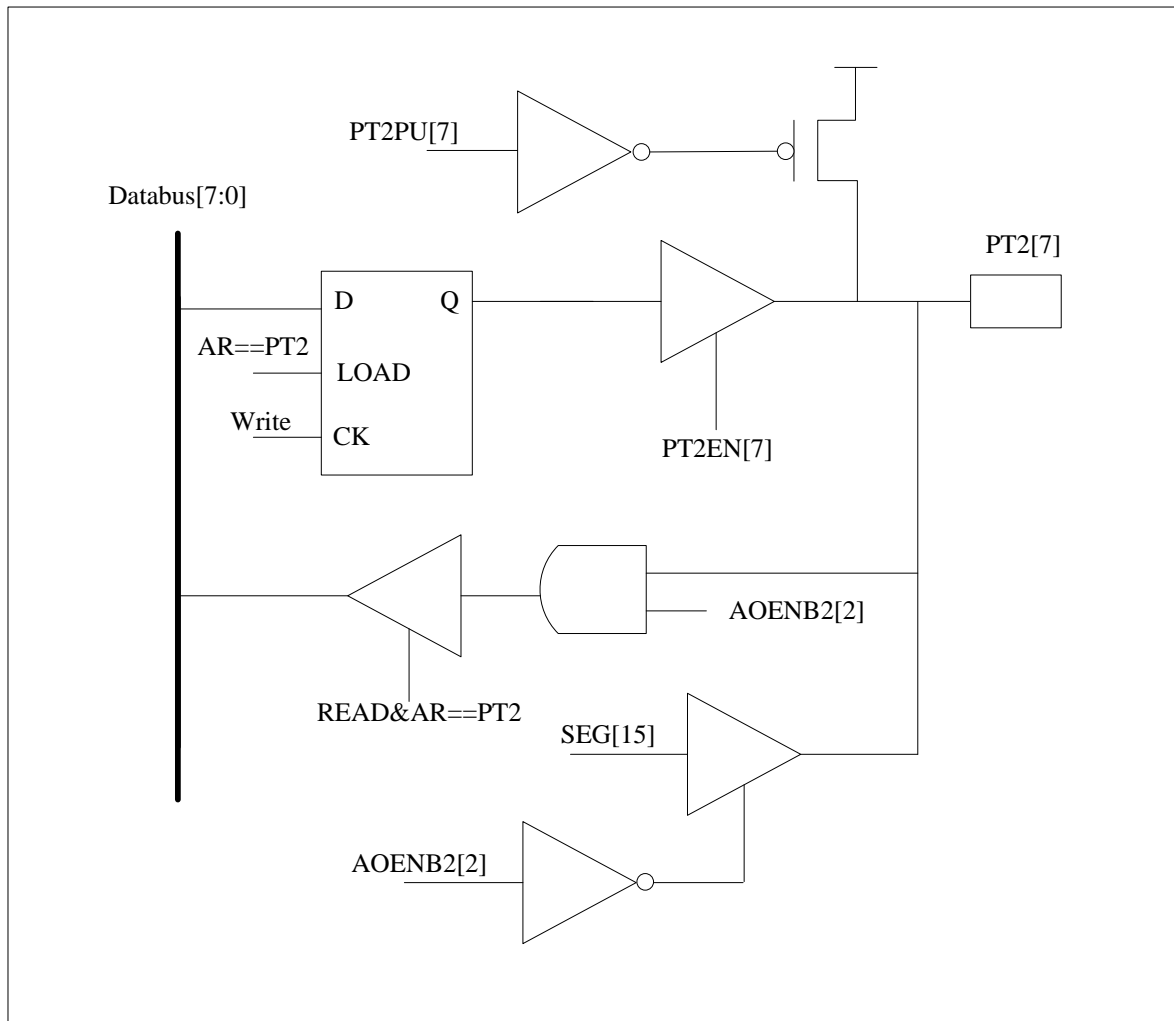 PT2PU[7]
Databus[7:0]
PT2[7]
D
Q
AR==PT2
LOAD
Write
CK
PT2EN[7]
AOENB2[2]
READ&AR==PT2
SEG[15]
AOENB2[2]